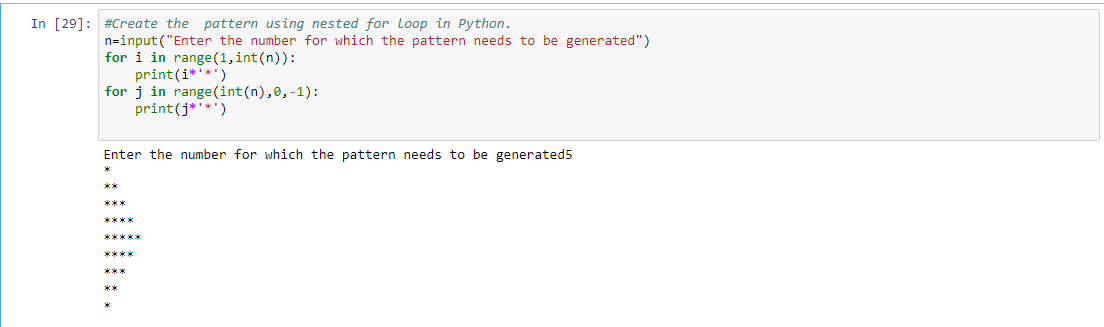 In [29]: #Create the  pattern using nested for loop in Python.
n=input("Enter the number for which the pattern needs to be generated")
for i in range(1,int(n)):
    print(i*'*')
for j in range(int(n),0,-1):
    print(j*'*')
Enter the number for which the pattern needs to be generated5
*
**
***
****
*****
****
***
**
*